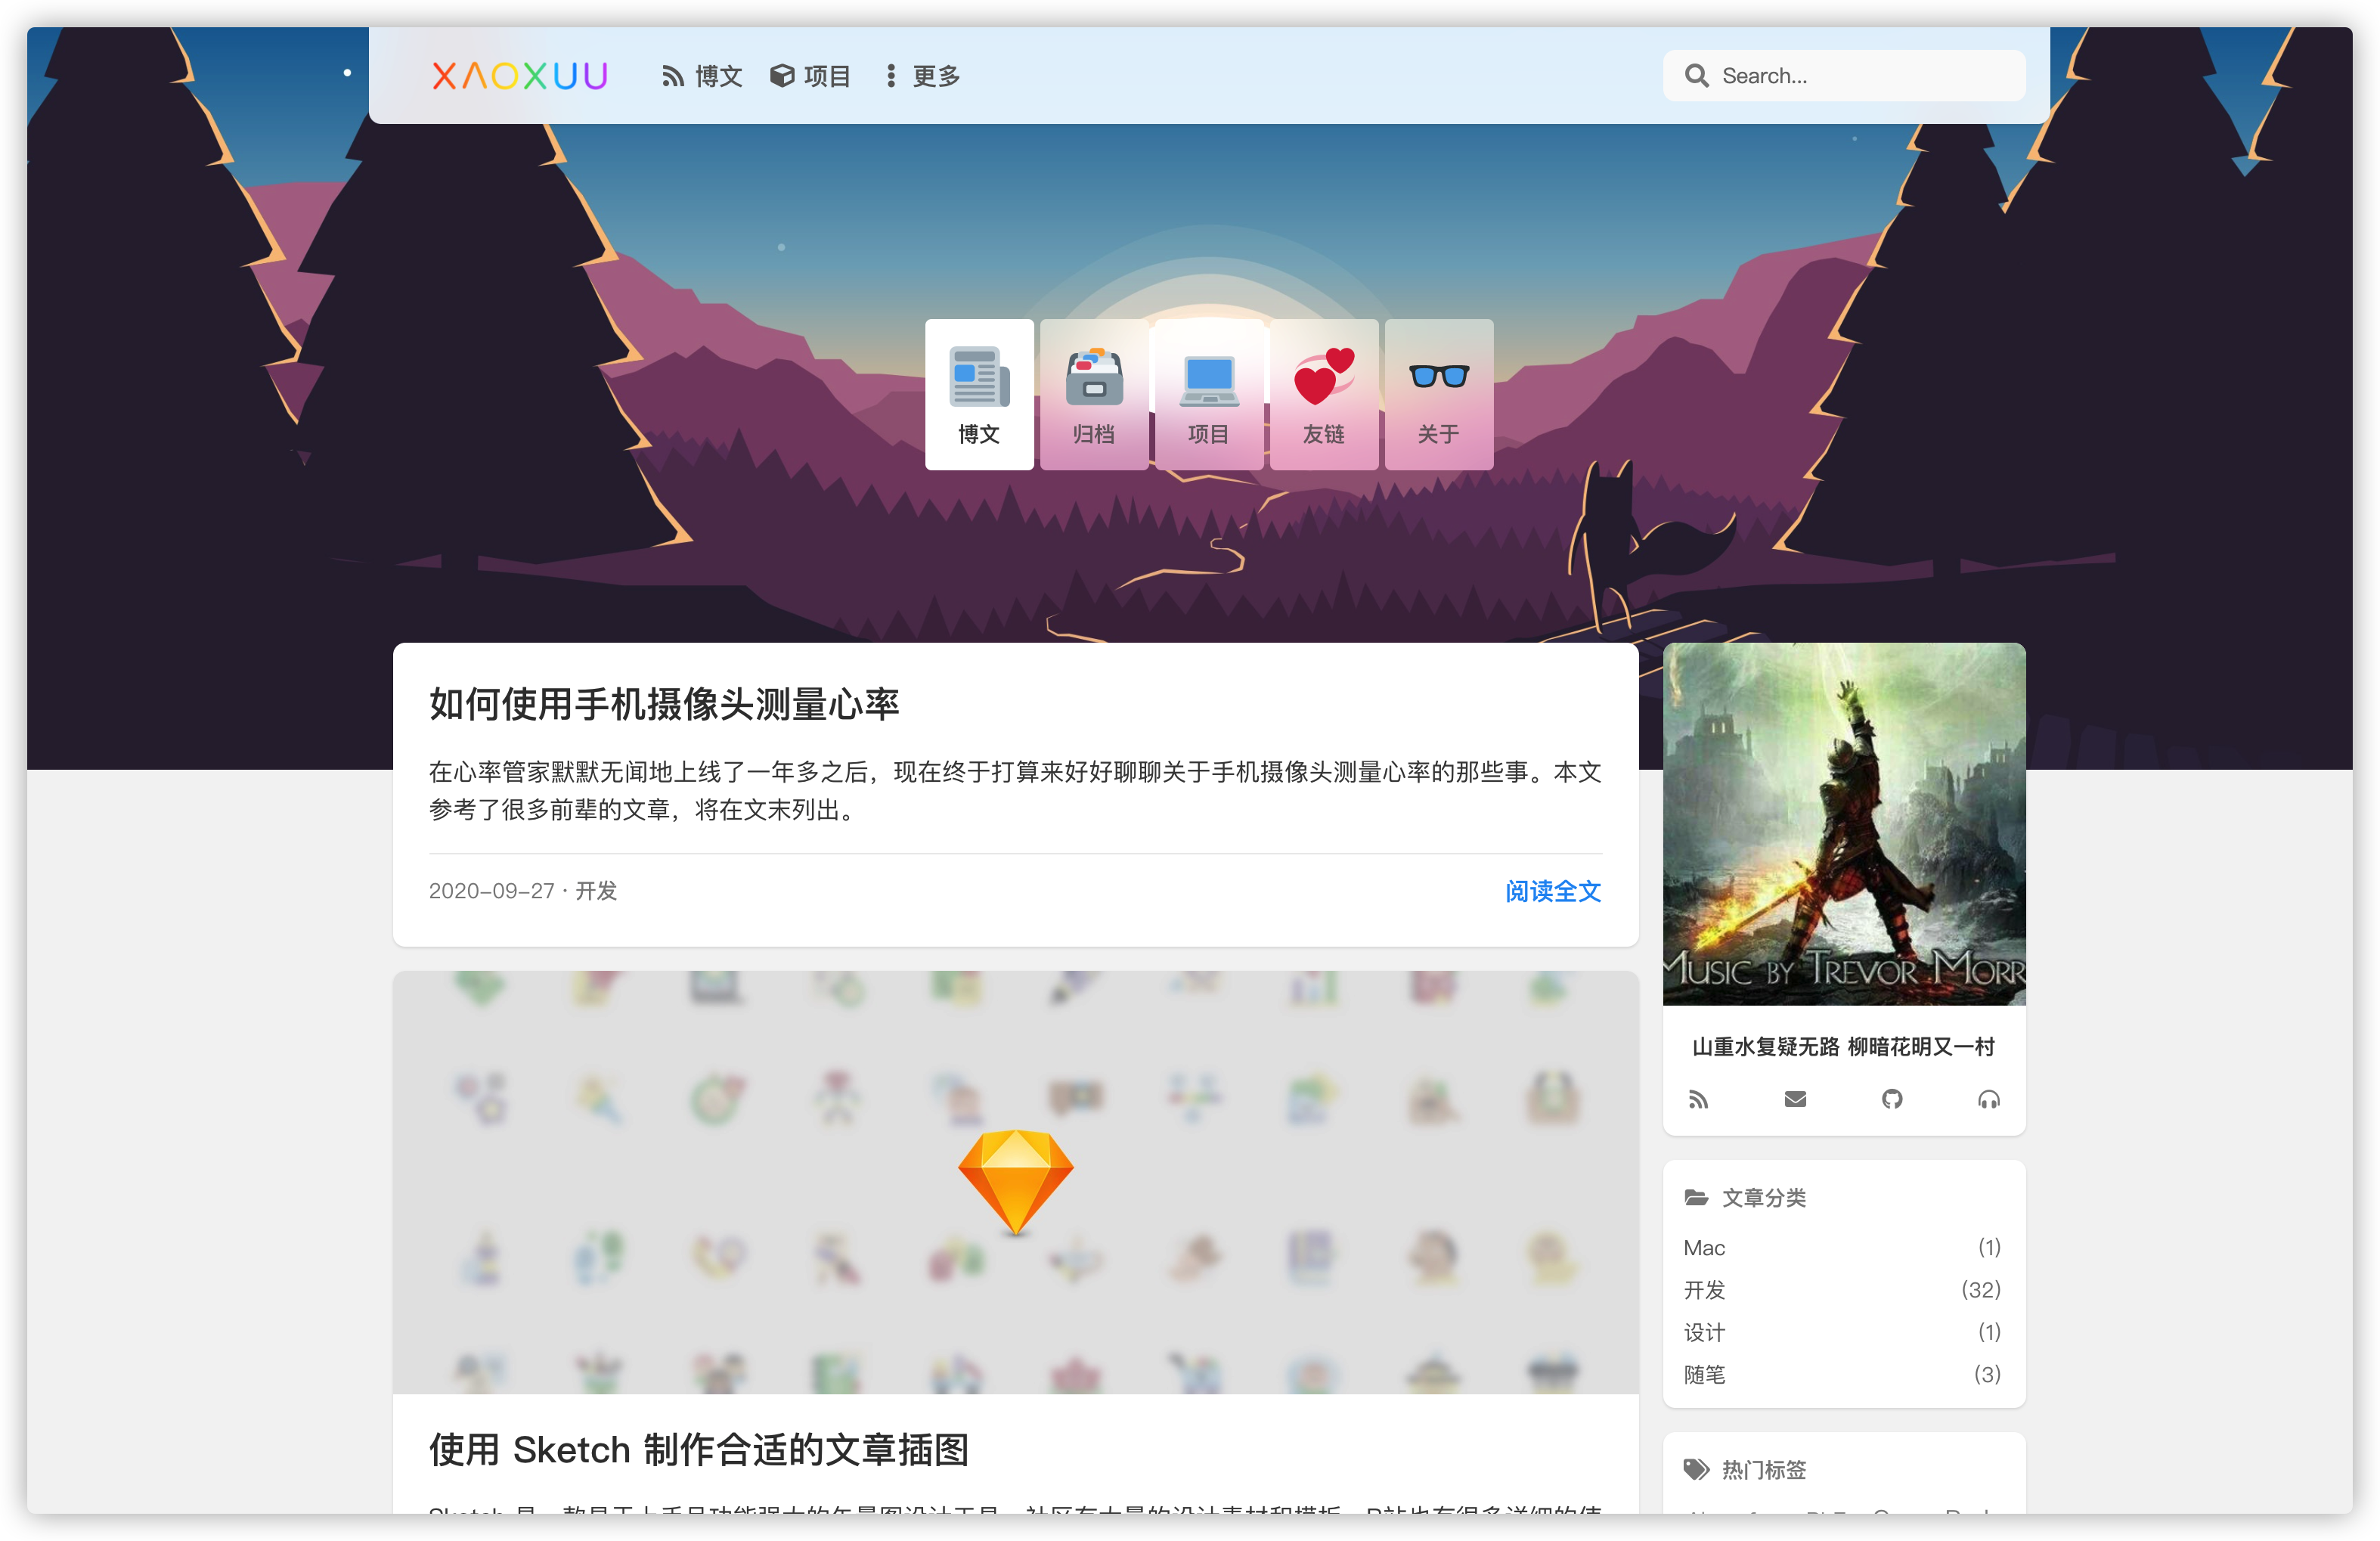 XAOXUU
博文
项目
更多
Search...
博文
归档
项目
友链
关于
如何使用手机摄像头测量心率
在心率管家默默无闻地上线了一年多之后，现在终于打算来好好聊聊关于手机摄像头测量心率的那些事。本文
参考了很多前辈的文章，将在文末列出。
2020-09-27 · 开发
阅读全文
MUSIC BY TREVOR MORR
山重水复疑无路 柳暗花明又一村
文章分类
Mac (1)
开发 (32)
设计 (1)
随笔 (3)
热门标签
使用 Sketch 制作合适的文章插图